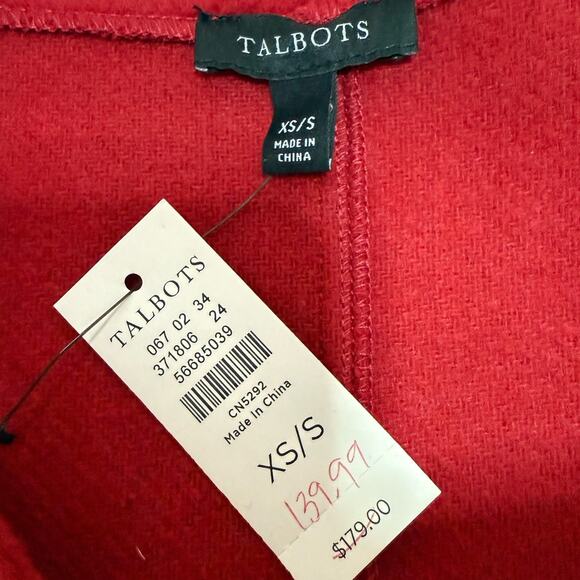 TALBOTS
XS/S
MADE IN
CHINA
TALBOTS
067 02 34
371806 24
56685039
CN5292
Made In China
XS/S
139.99
$179.00